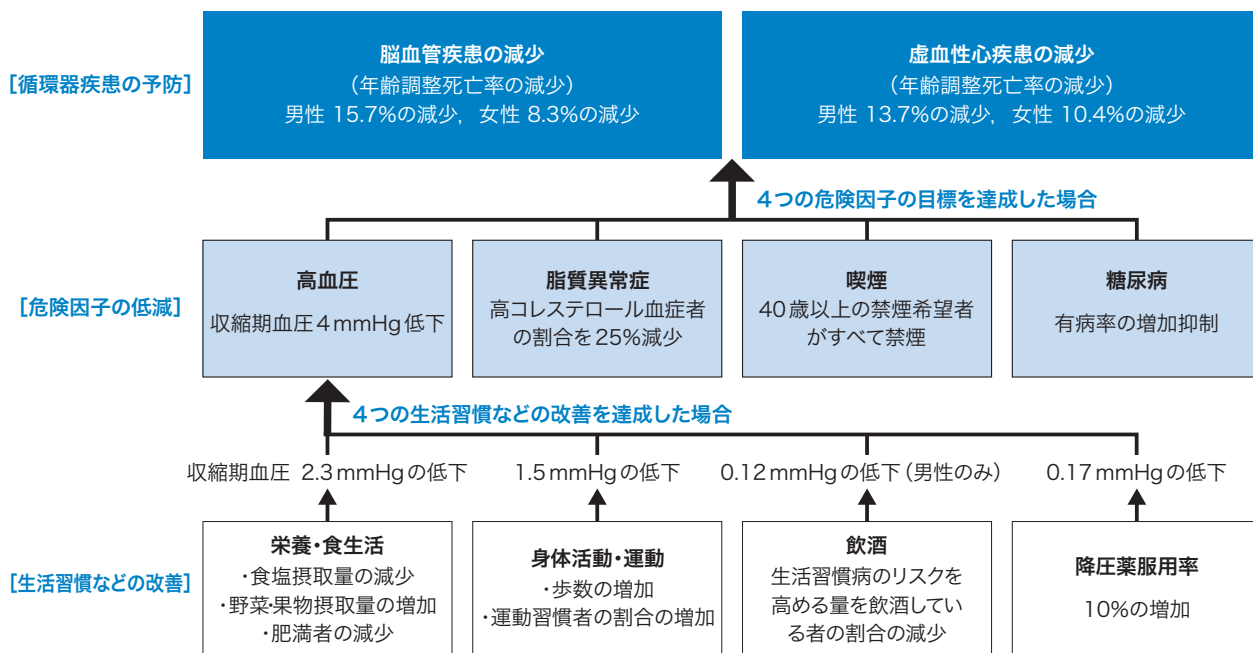 [循環器疾患の予防]
脳血管疾患の減少
（年齢調整死亡率の減少）
男性 15.7%の減少，女性 8.3%の減少
虚血性心疾患の減少
（年齢調整死亡率の減少）
男性 13.7%の減少，女性 10.4%の減少
4つの危険因子の目標を達成した場合
[危険因子の低減]
高血圧
収縮期血圧4mmHg低下
脂質異常症
高コレステロール血症者
の割合を25%減少
喫煙
40歳以上の禁煙希望者
がすべて禁煙
糖尿病
有病率の増加抑制
4つの生活習慣などの改善を達成した場合
収縮期血圧 2.3mmHgの低下
1.5mmHgの低下
0.12mmHgの低下（男性のみ）
0.17mmHgの低下
[生活習慣などの改善]
栄養・食生活
・食塩摂取量の減少
・野菜・果物摂取量の増加
・肥満者の減少
身体活動・運動
・歩数の増加
・運動習慣者の割合の増加
飲酒
生活習慣病のリスクを
高める量を飲酒してい
る者の割合の減少
降圧薬服用率
10%の増加